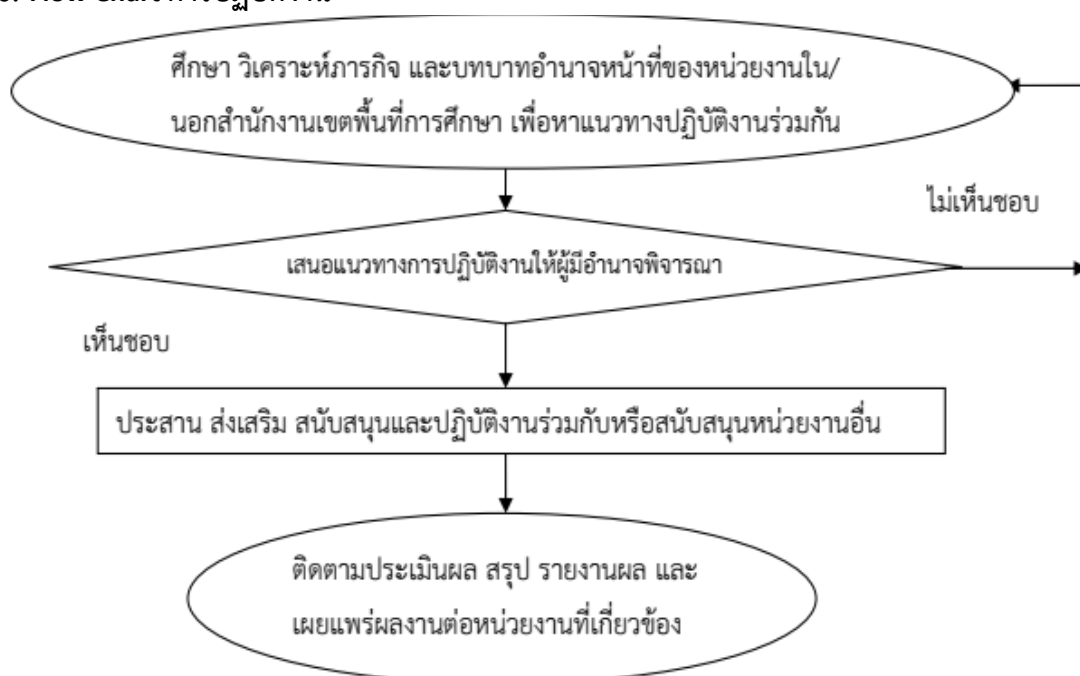 ศึกษา วิเคราะห์ภารกิจ และบทบาทอำนาจหน้าที่ของหน่วยงานใน/
นอกสำนักงานเขตพื้นที่การศึกษา เพื่อหาแนวทางปฏิบัติงานร่วมกัน
ไม่เห็นชอบ
เสนอแนวทางการปฏิบัติงานให้ผู้มีอำนาจพิจารณา
เห็นชอบ
ประสาน ส่งเสริม สนับสนุนและปฏิบัติงานร่วมกับหรือสนับสนุนหน่วยงานอื่น
ติดตามประเมินผล สรุป รายงานผล และ
เผยแพร่ผลงานต่อหน่วยงานที่เกี่ยวข้อง